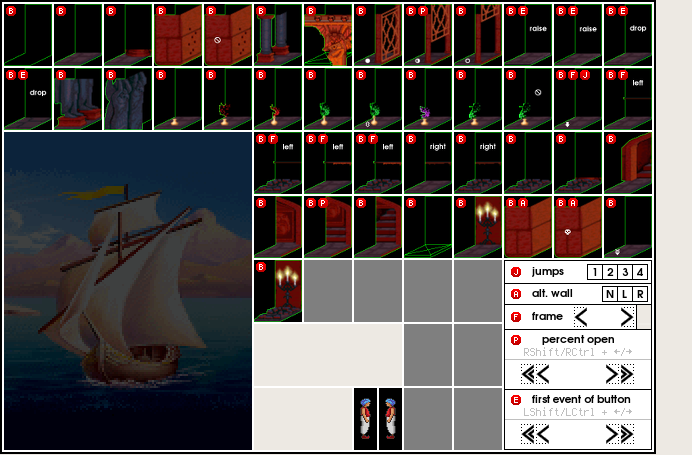 B B B B B B B B B P B B E raise B E raise B E drop
B E drop B B B B B B B B B B B F J B F left
B F left B F left B F left B right B right B B B
B B P B B B B A B A B
B
J jumps 1 2 3 4
A alt. wall N L R
F frame < >
P percent open
RShift/RCtrl + ←/→
E first event of button
LShift/LCtrl + ←/→